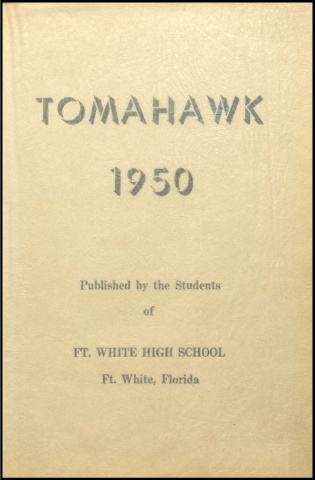 TOMAHAWK
1950
Published by the Students
of
FT. WHITE HIGH SCHOOL
Ft. White, Florida